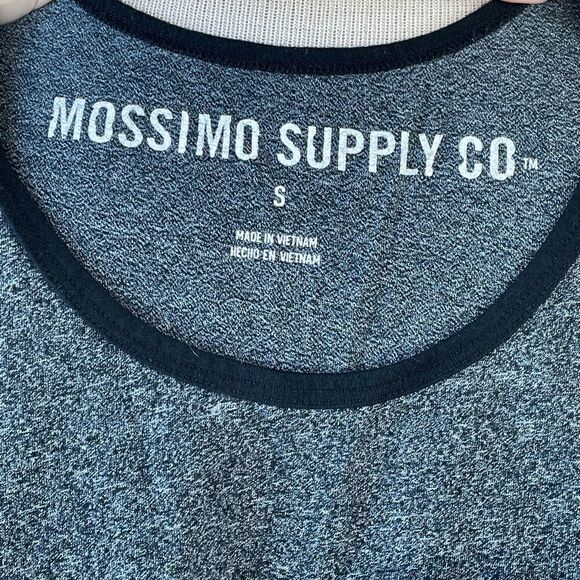 MOSSIMO SUPPLY CO™
S
MADE IN VIETNAM
HECHO EN VIETNAM